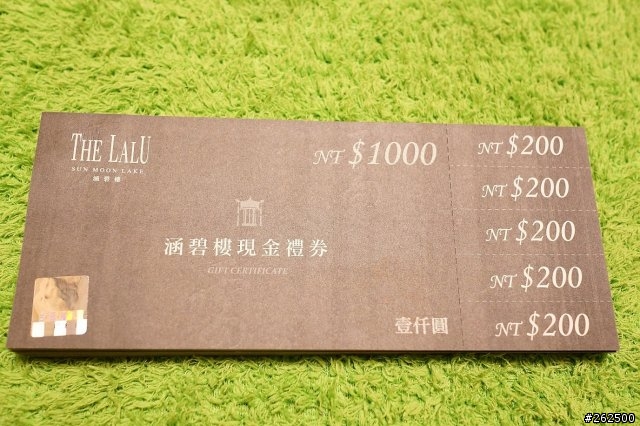 THE LALU
SUN MOON LAKE
涵碧樓
NT $1000
涵碧樓現金禮券
GIFT CERTIFICATE
壹仟圓
NT $200
NT $200
NT $200
NT $200
NT $200
#262500